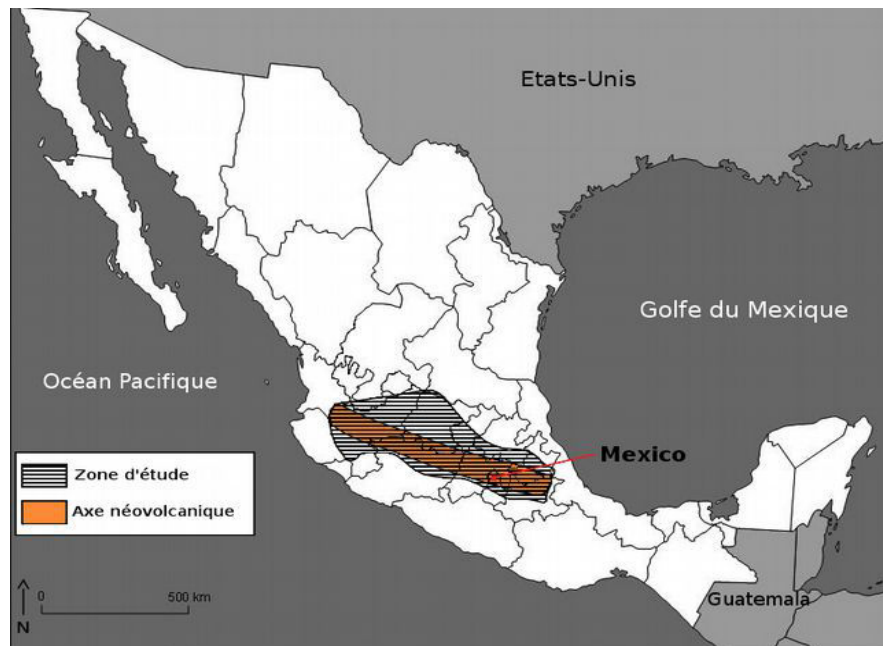 Etats-Unis
Golfe du Mexique
Océan Pacifique
Mexico
Zone d'étude
Axe néovolcanique
0 500 km
N
Guatemala